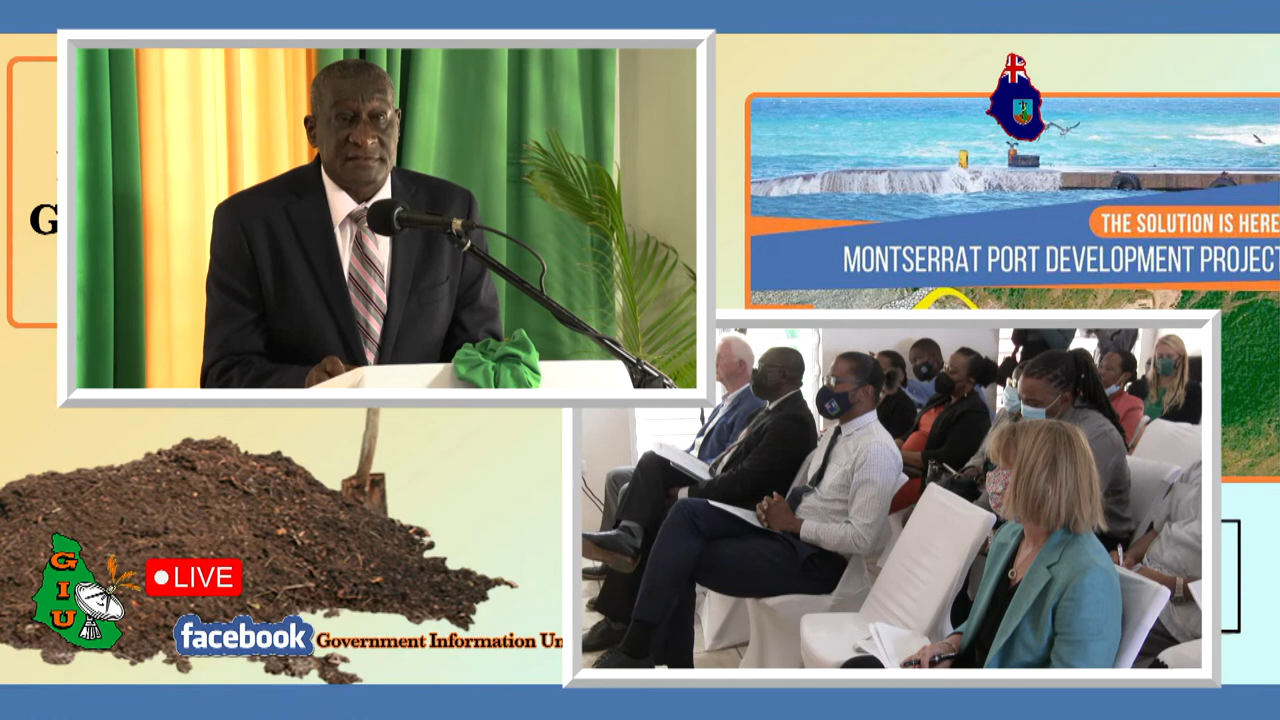 G
THE SOLUTION IS HERE
MONTSERRAT PORT DEVELOPMENT PROJECT
GIU
LIVE
facebook
Government Information Un